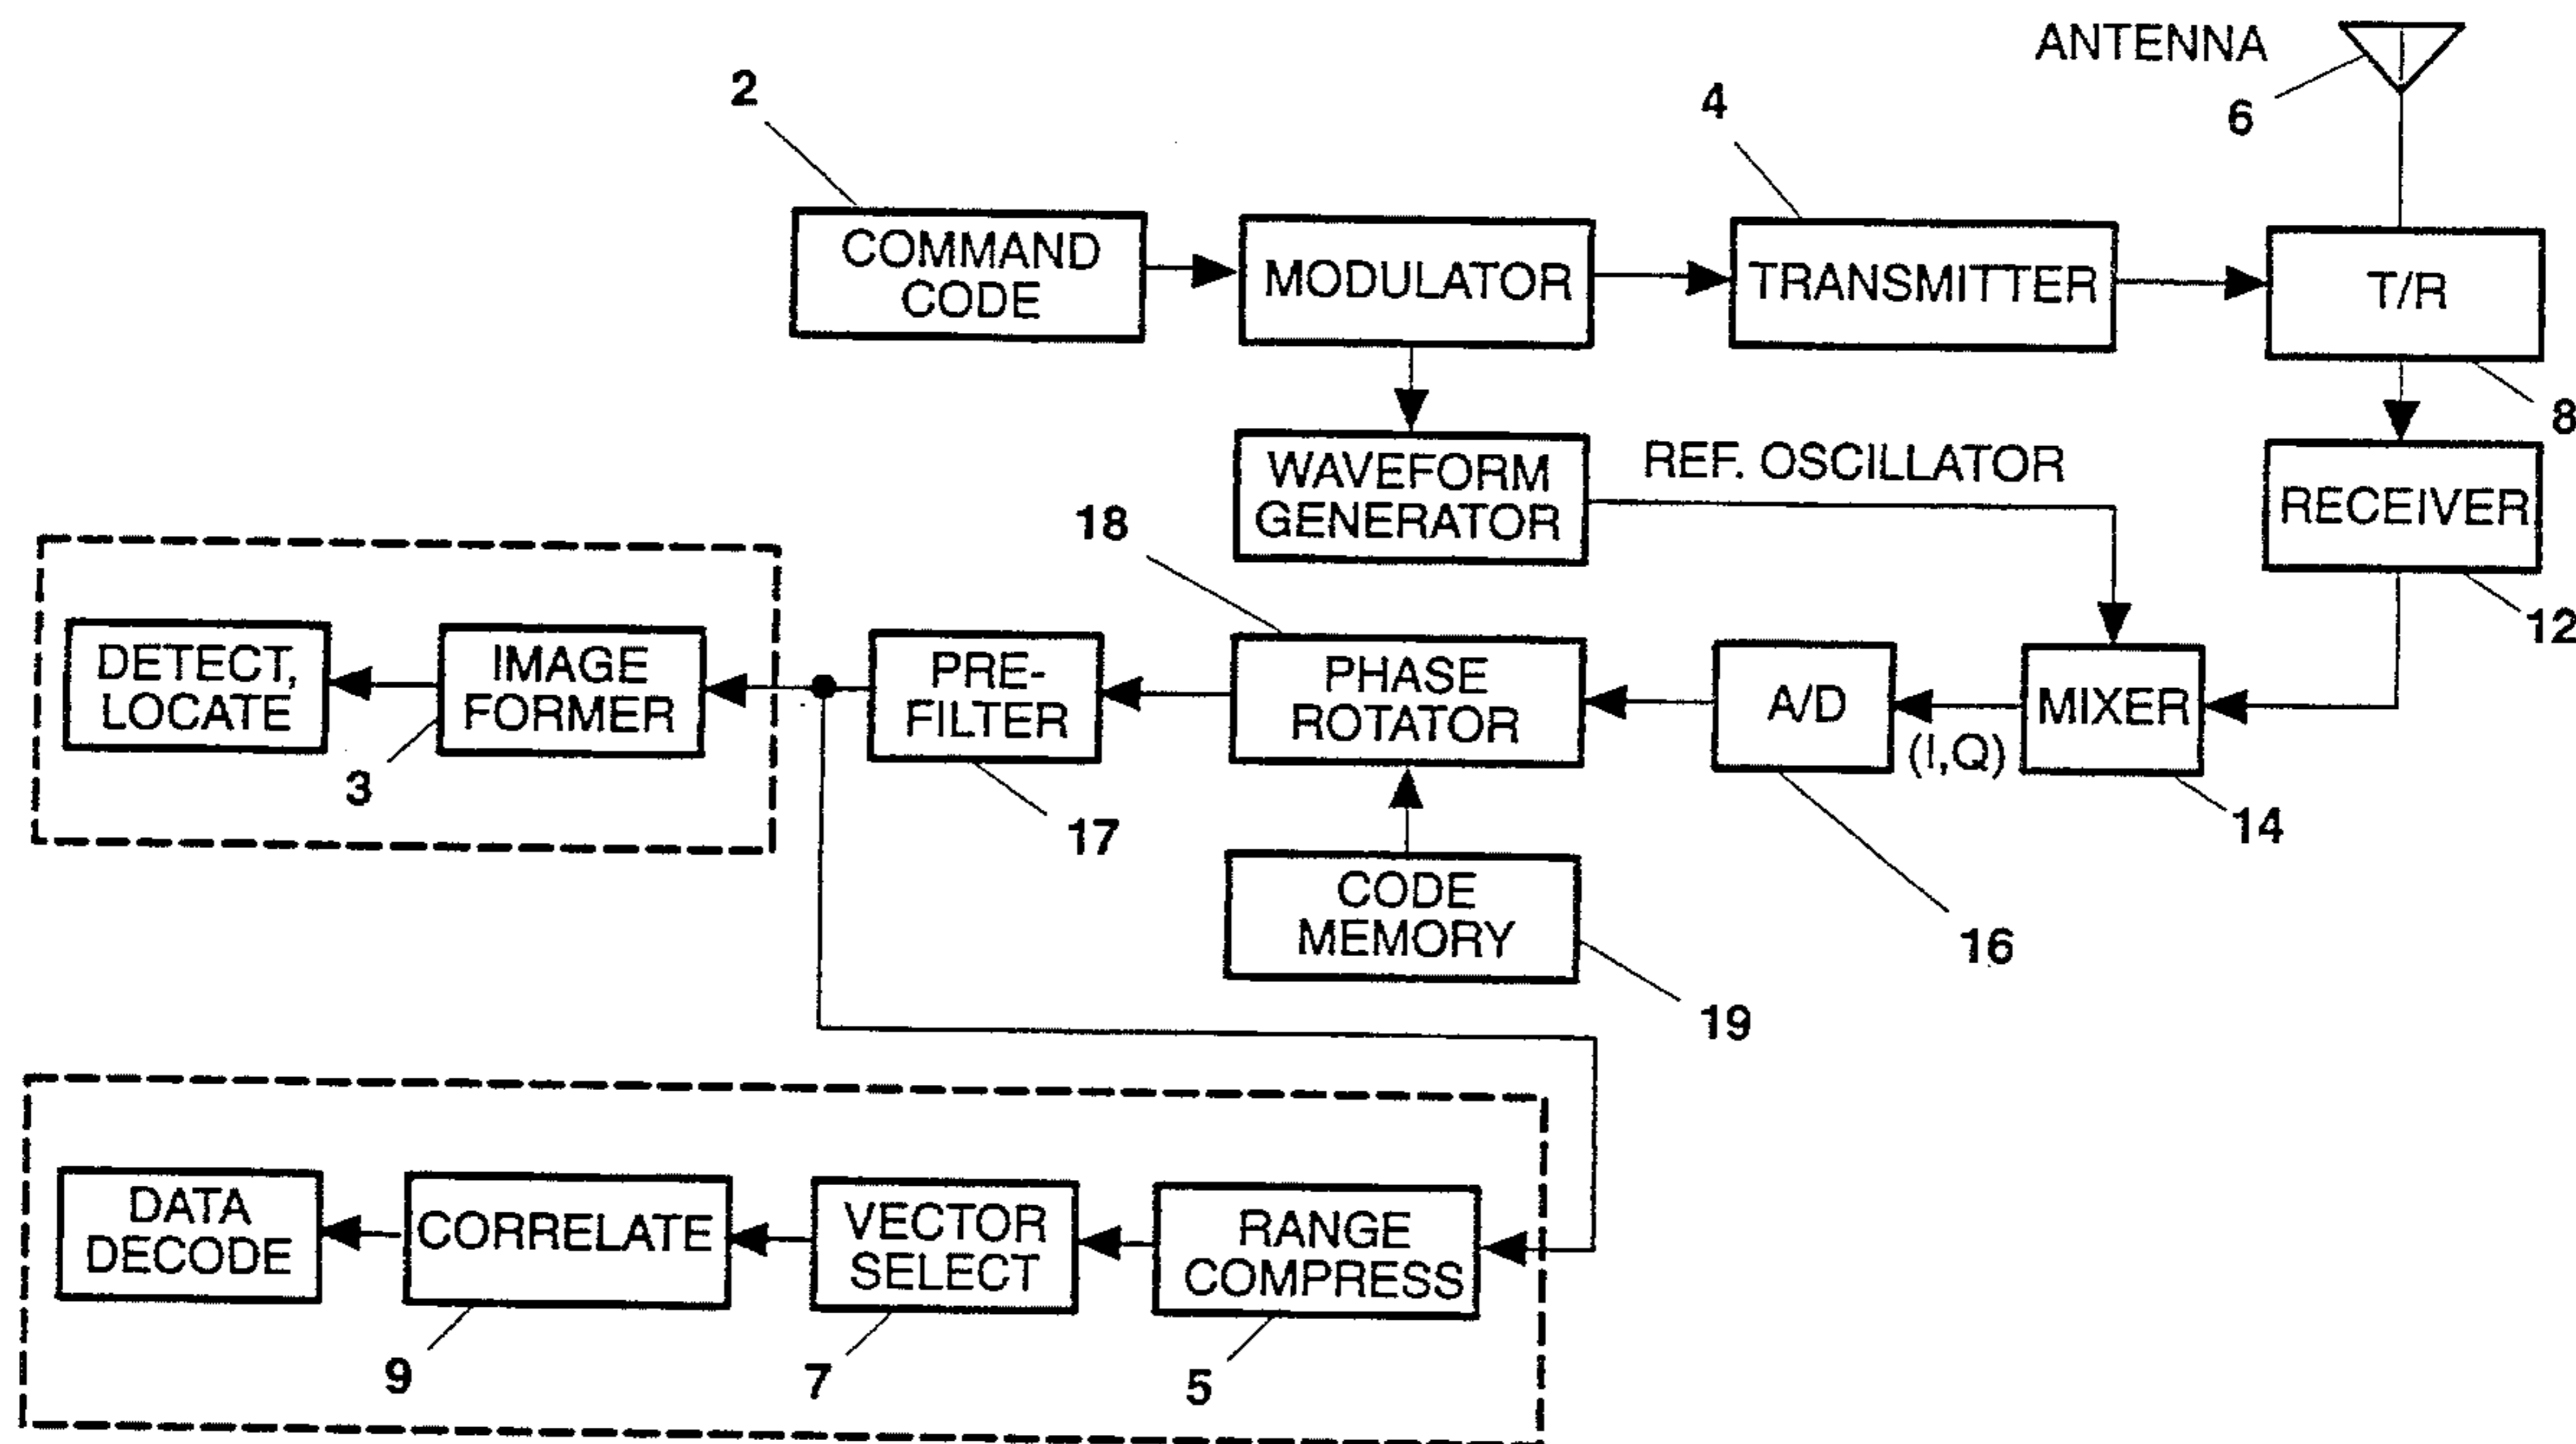 ANTENNA
2
4
6
COMMAND
CODE
MODULATOR
TRANSMITTER
T/R
8
WAVEFORM
GENERATOR
REF. OSCILLATOR
RECEIVER
12
18
DETECT,
LOCATE
IMAGE
FORMER
3
PRE-
FILTER
17
PHASE
ROTATOR
A/D
(I,Q)
MIXER
14
16
CODE
MEMORY
19
DATA
DECODE
CORRELATE
VECTOR
SELECT
RANGE
COMPRESS
9
7
5